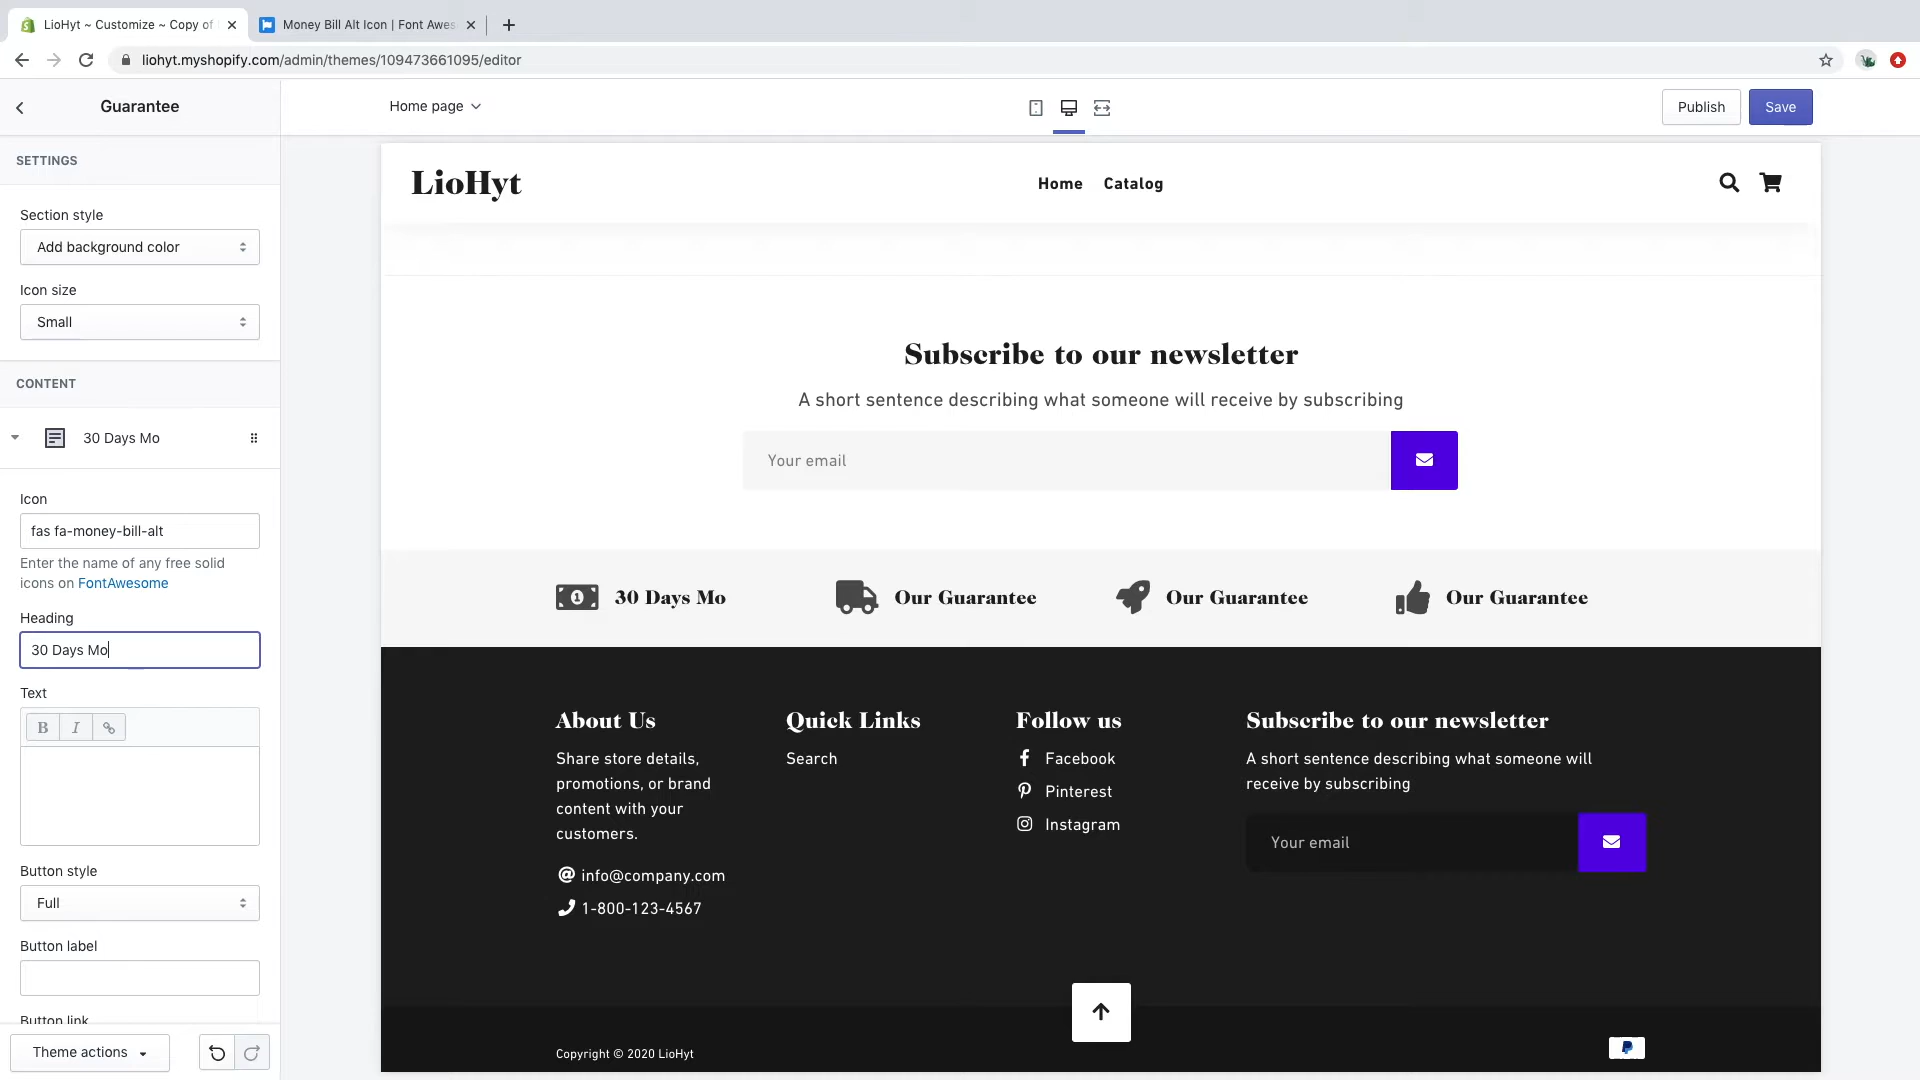 LioHyt ~ Customize ~ Copy of
Money Bill Alt Icon | Font Awes
liohyt.myshopify.com/admin/themes/109473661095/editor
Guarantee
Home page
Publish
Save
SETTINGS
Section style
Add background color
Icon size
Small
CONTENT
30 Days Mo
Icon
fas fa-money-bill-alt
Enter the name of any free solid
icons on FontAwesome
Heading
30 Days Mo
Text
B I
Button style
Full
Button label
Button link
Theme actions
LioHyt
Home
Catalog
Subscribe to our newsletter
A short sentence describing what someone will receive by subscribing
Your email
30 Days Mo
Our Guarantee
Our Guarantee
Our Guarantee
About Us
Share store details,
promotions, or brand
content with your
customers.
info@company.com
1-800-123-4567
Quick Links
Search
Follow us
Facebook
Pinterest
Instagram
Subscribe to our newsletter
A short sentence describing what someone will
receive by subscribing
Your email
Copyright © 2020 LioHyt